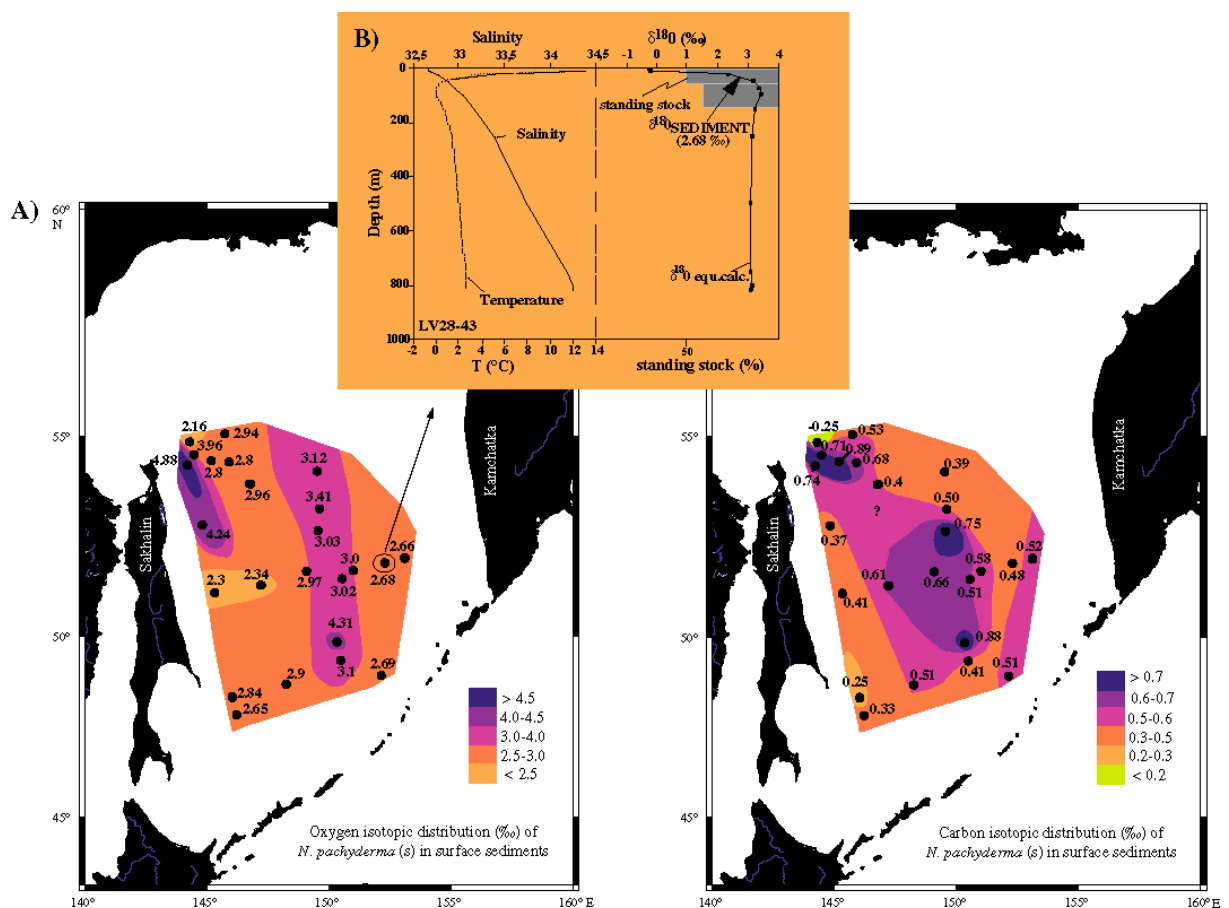 B)
Salinity
δ18O (‰)
32,5 33 33,5 34 34,5 -1 0 1 2 3 4
0
200
400
600
800
1000
Depth (m)
standing stock
δ18O SEDIMENT
(2.68 ‰)
Salinity
δ18O equ.calc.
Temperature
LV28-43
-2 0 2 4 6 8 10 12 14 50
T (°C)
standing stock (%)
A)
60°
N
55°
50°
45°
140° 145° 150° 155° 160° E
Sakhalin
Kamchatka
2.16
2.94
3.96
4.88
2.8
2.8
2.96
3.12
3.41
4.24
3.03
3.0
2.66
2.3
2.34
2.97
3.02
2.68
4.31
3.1
2.69
2.9
2.84
2.65
> 4.5
4.0-4.5
3.0-4.0
2.5-3.0
< 2.5
Oxygen isotopic distribution (‰) of
N. pachyderma (s) in surface sediments
55°
50°
45°
140° 145° 150° 155° 160° E
Sakhalin
Kamchatka
-0.25
0.53
0.71
0.89
0.68
0.74
0.4
0.39
0.50
?
0.75
0.37
0.52
0.58
0.61
0.66
0.48
0.51
0.41
0.88
0.41
0.51
0.51
0.25
0.33
> 0.7
0.6-0.7
0.5-0.6
0.3-0.5
0.2-0.3
< 0.2
Carbon isotopic distribution (‰) of
N. pachyderma (s) in surface sediments